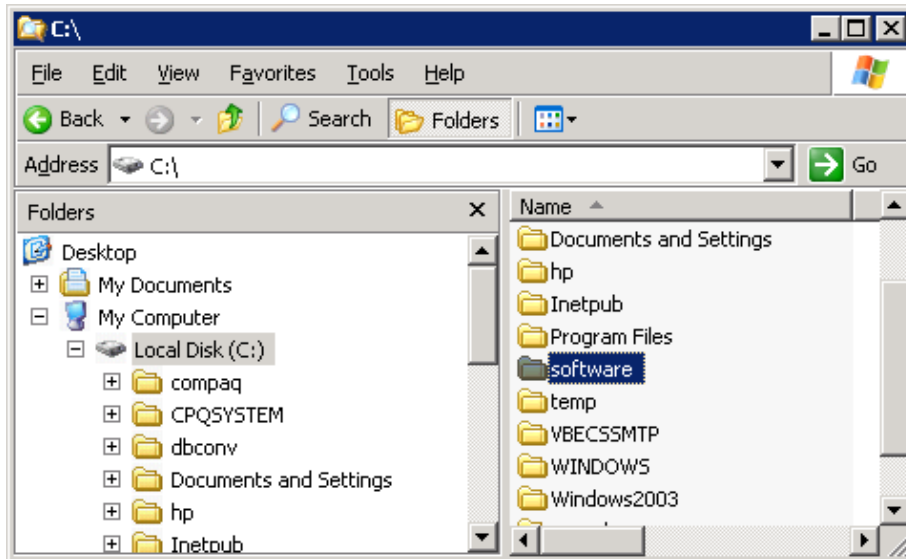 C:\
File Edit View Favorites Tools Help
Back Search Folders
Address C:\ Go
Folders
Desktop
My Documents
My Computer
Local Disk (C:)
compaq
CPQSYSTEM
dbconv
Documents and Settings
hp
Inetpub
Name
Documents and Settings
hp
Inetpub
Program Files
software
temp
VBECSSMTP
WINDOWS
Windows2003